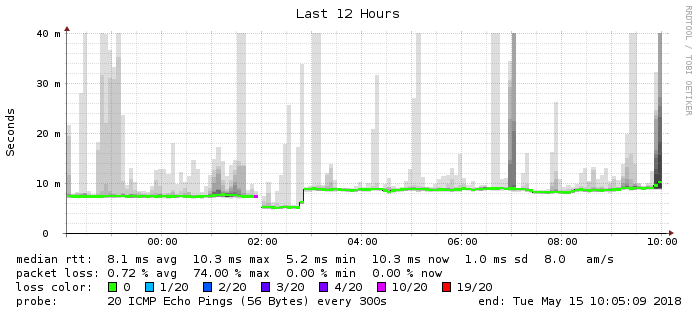 Last 12 Hours
RRDTOOL / TOBI OETIKER
Seconds
40 m
30 m
20 m
10 m
0
00:00 02:00 04:00 06:00 08:00 10:00
median rtt: 8.1 ms avg 10.3 ms max 5.2 ms min 10.3 ms now 1.0 ms sd 8.0 am/s
packet loss: 0.72 % avg 74.00 % max 0.00 % min 0.00 % now
loss color: 0 1/20 2/20 3/20 4/20 10/20 19/20
probe: 20 ICMP Echo Pings (56 Bytes) every 300s end: Tue May 15 10:05:09 2018